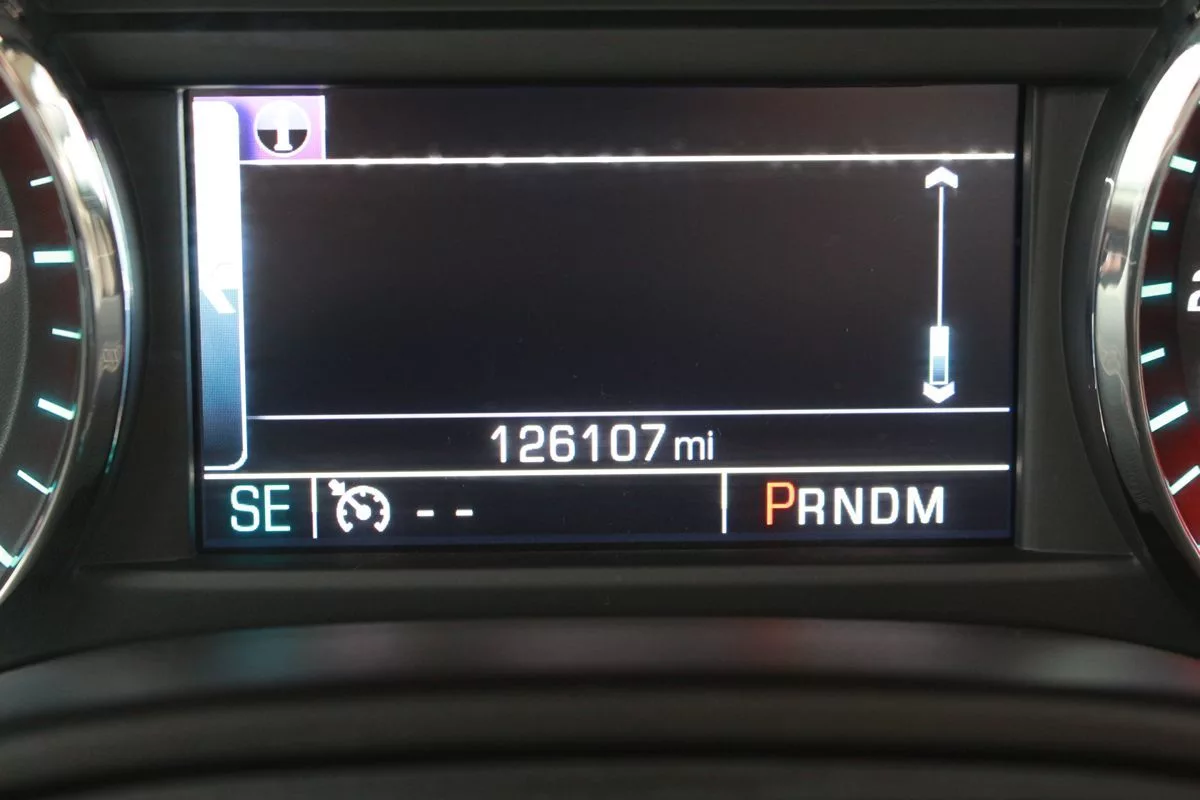 126107 mi
SE - - PRNDM